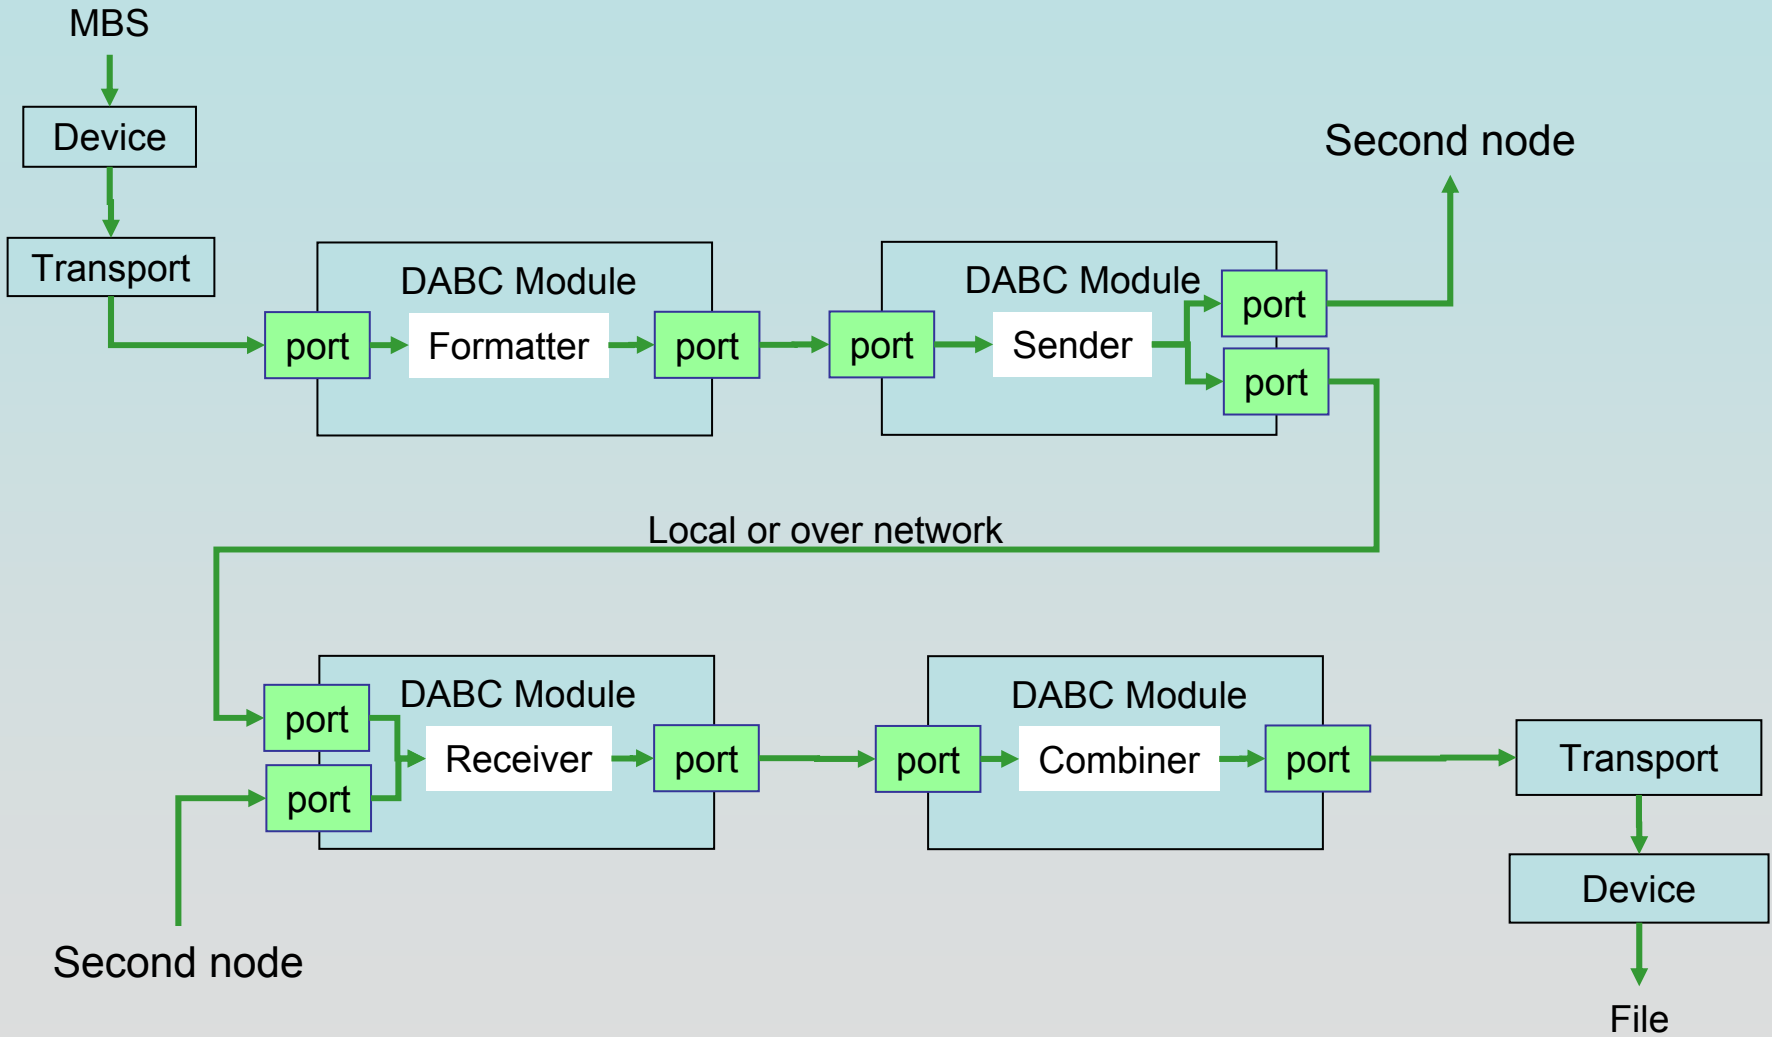 MBS
Device
Transport
Second node
DABC Module
port
Formatter
port
DABC Module
port
Sender
port
port
Local or over network
DABC Module
port
port
Receiver
port
DABC Module
port
Combiner
port
Transport
Device
File
Second node